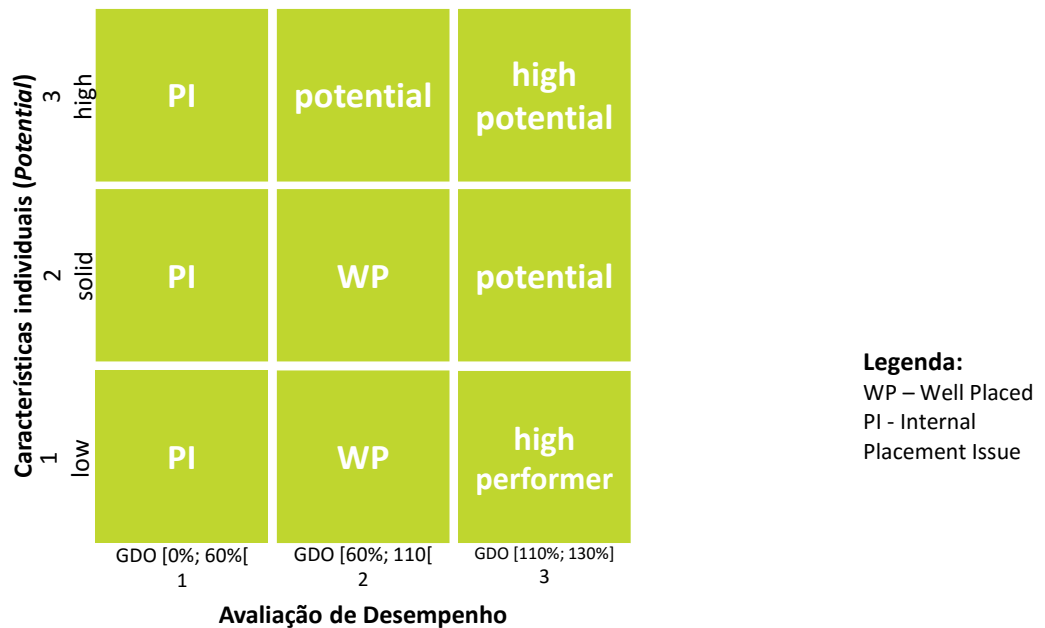 Características individuais (Potential)
3
high
2
solid
1
low
PI
potential
high
potential
PI
WP
potential
PI
WP
high
performer
GDO [0%; 60%[
1
GDO [60%; 110[
2
GDO [110%; 130%]
3
Avaliação de Desempenho
Legenda:
WP – Well Placed
PI - Internal
Placement Issue